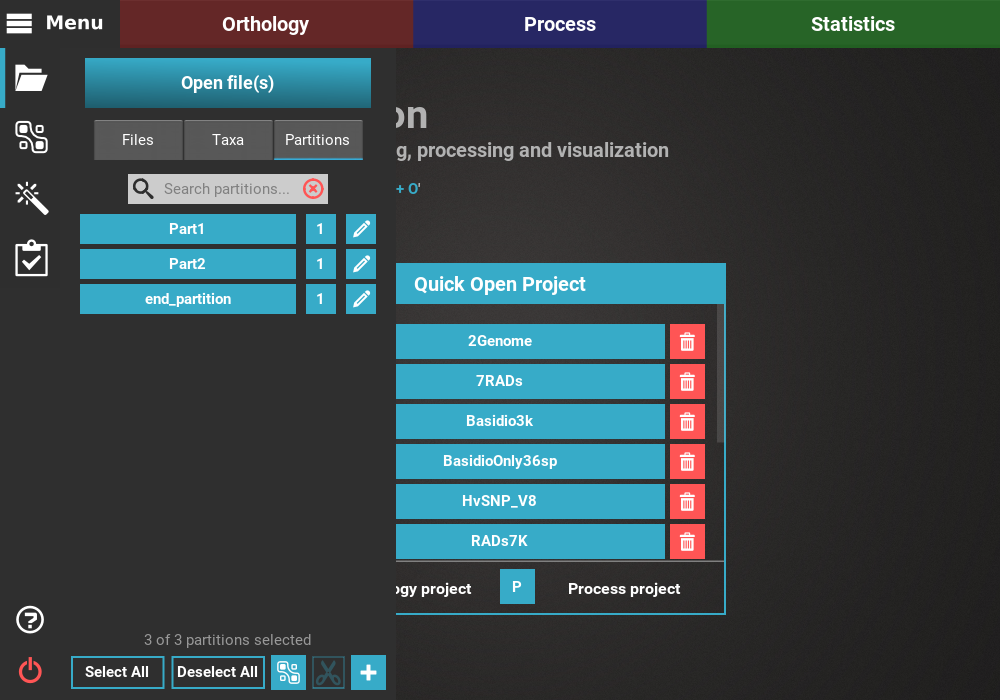 Menu
Orthology
Process
Statistics
Open file(s)
Files
Taxa
Partitions
Search partitions...
Part1
1
Part2
1
end_partition
1
3 of 3 partitions selected
Select All
Deselect All
on
g, processing and visualization
+ O'
Quick Open Project
2Genome
7RADs
Basidio3k
BasidioOnly36sp
HvSNP_V8
RADs7K
ogy project
P
Process project